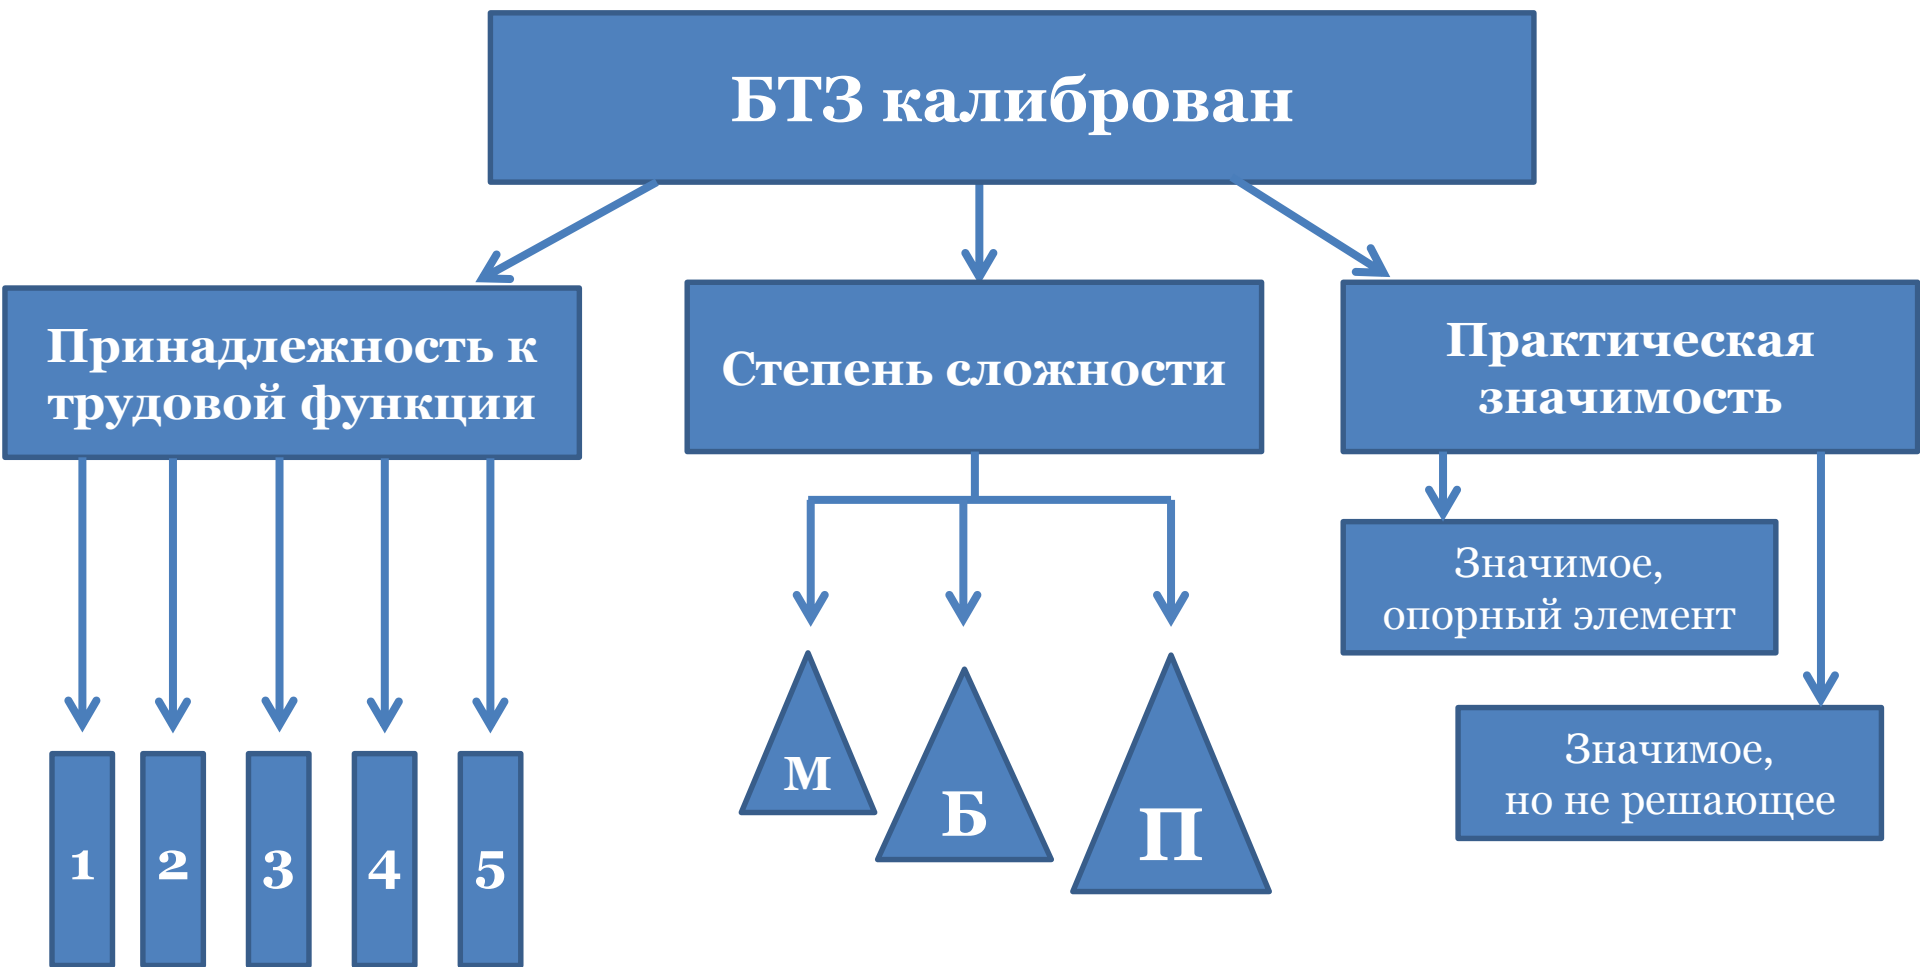 БТЗ калиброван
Принадлежность к
трудовой функции
Степень сложности
Практическая
значимость
Значимое,
опорный элемент
Значимое,
но не решающее
М
Б
П
1
2
3
4
5